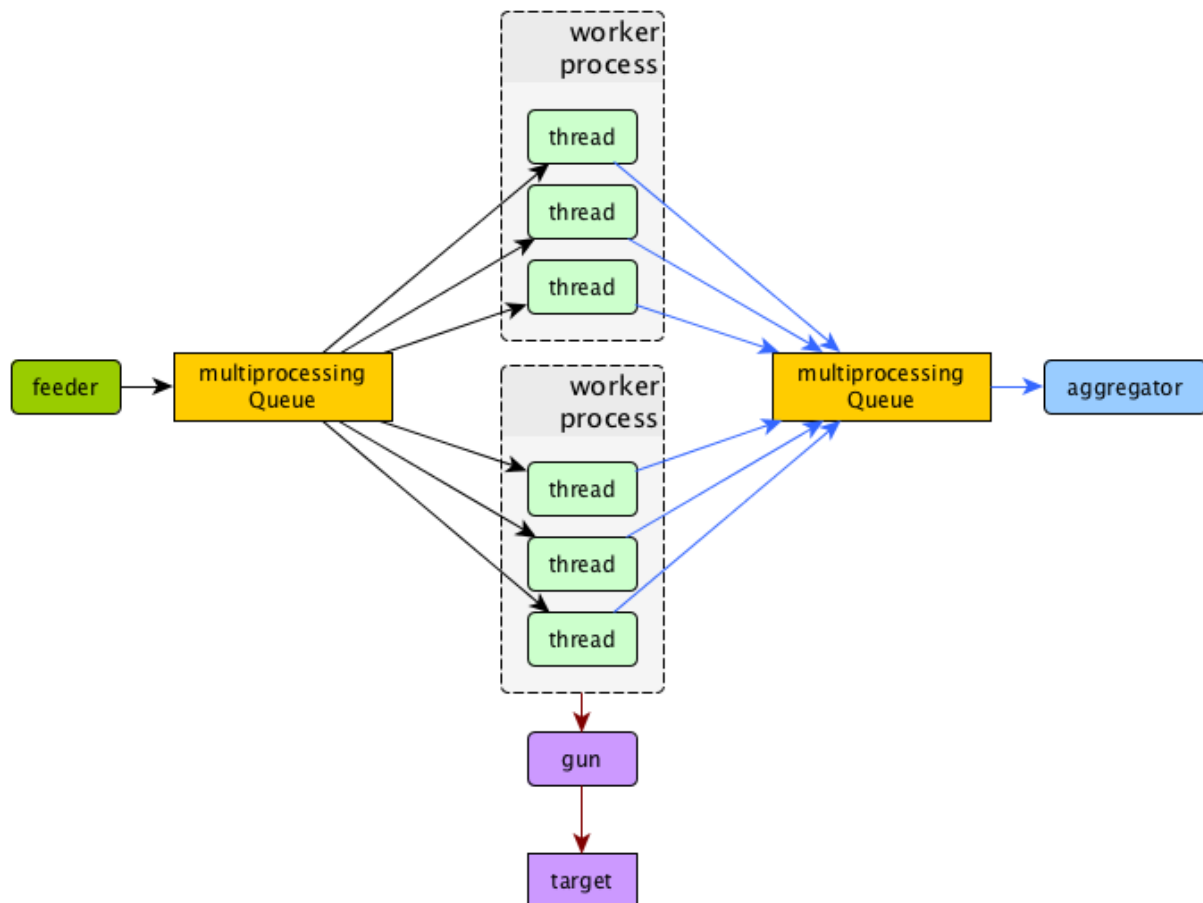 worker
process
thread
thread
thread
feeder
multiprocessing
Queue
worker
process
thread
thread
thread
multiprocessing
Queue
aggregator
gun
target